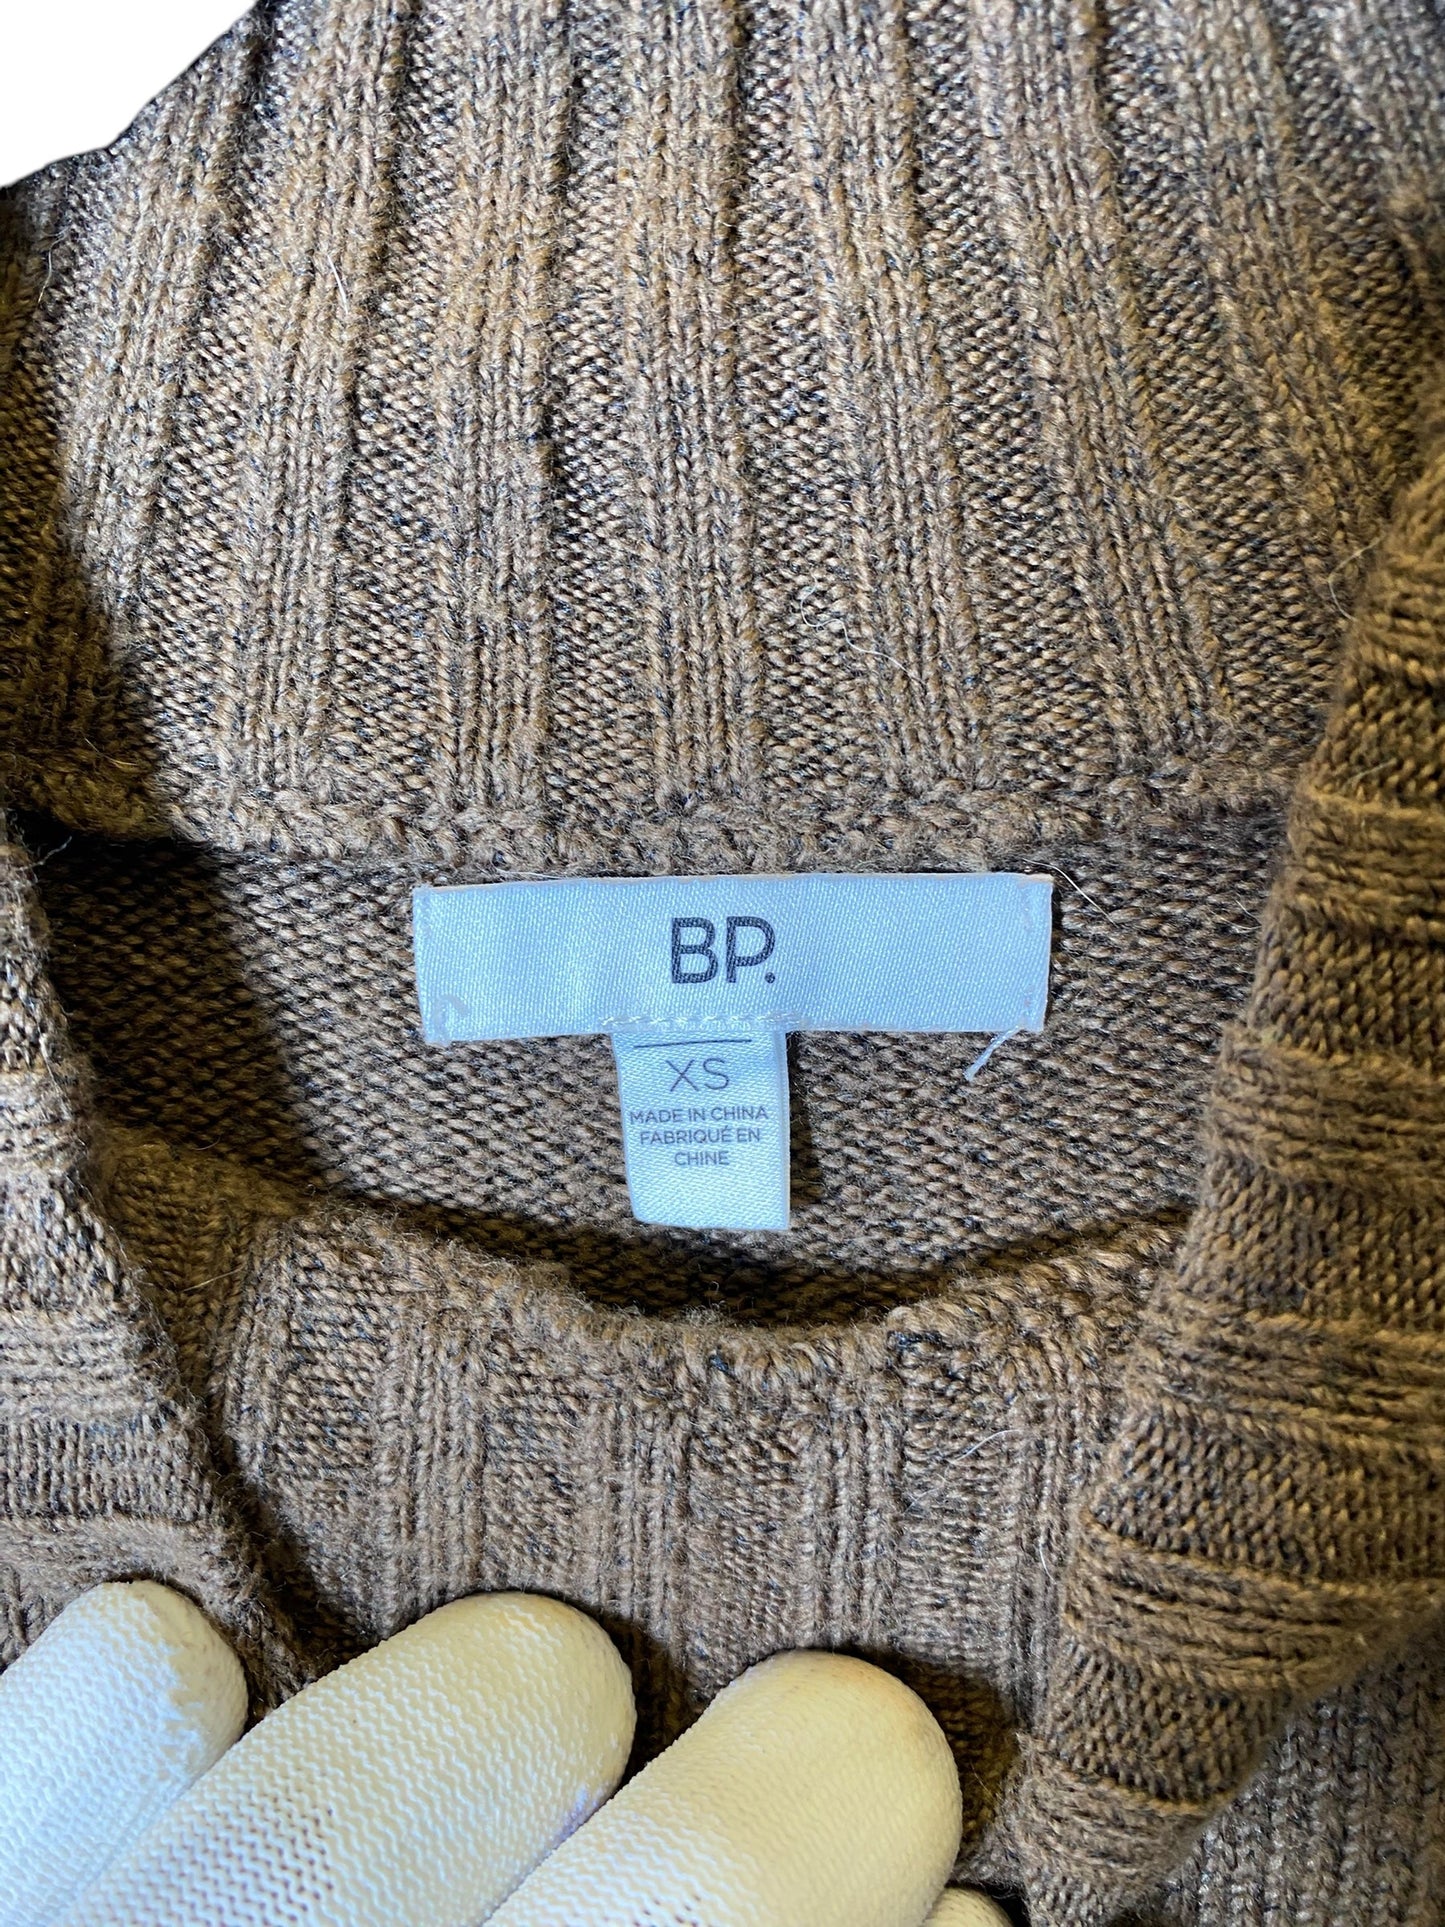 BP.
XS
MADE IN CHINA
FABRIQUÉ EN
CHINE